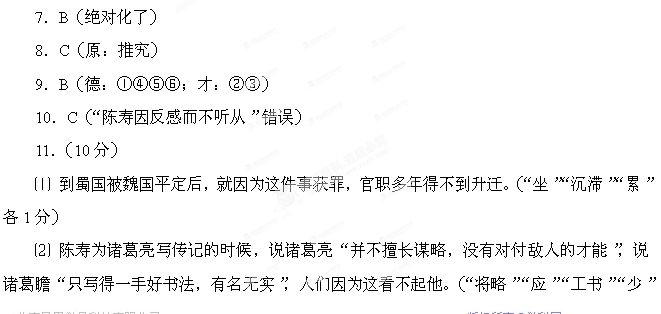 7．B（绝对化了）
8．C（原：推究）
9．B（德：①④⑤⑥；才：②③）
10．C（“陈寿因反感而不听从”错误）
11．（10分）
⑴ 到蜀国被魏国平定后，就因为这件事获罪，官职多年得不到升迁。（“坐”“沉滞”“累”
各1分）
⑵ 陈寿为诸葛亮写传记的时候，说诸葛亮“并不擅长谋略，没有对付敌人的才能”，说
诸葛瞻“只写得一手好书法，有名无实”，人们因为这看不起他。（“将略”“应”“工书”“少”